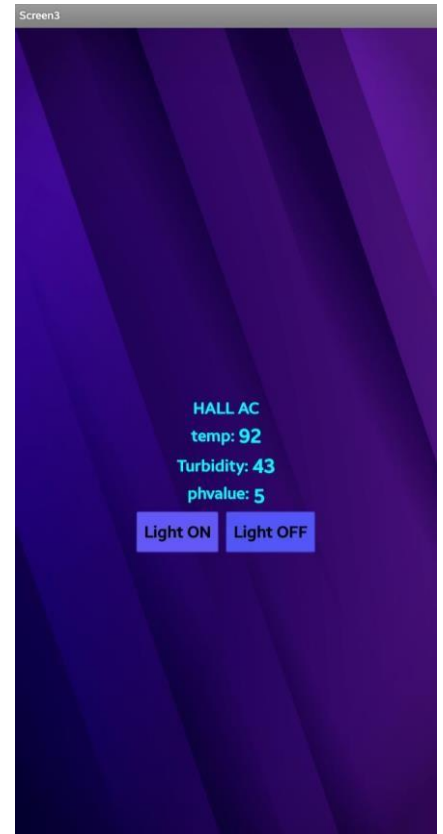 Screen3
HALL AC
temp: 92
Turbidity: 43
phvalue: 5
Light ON Light OFF